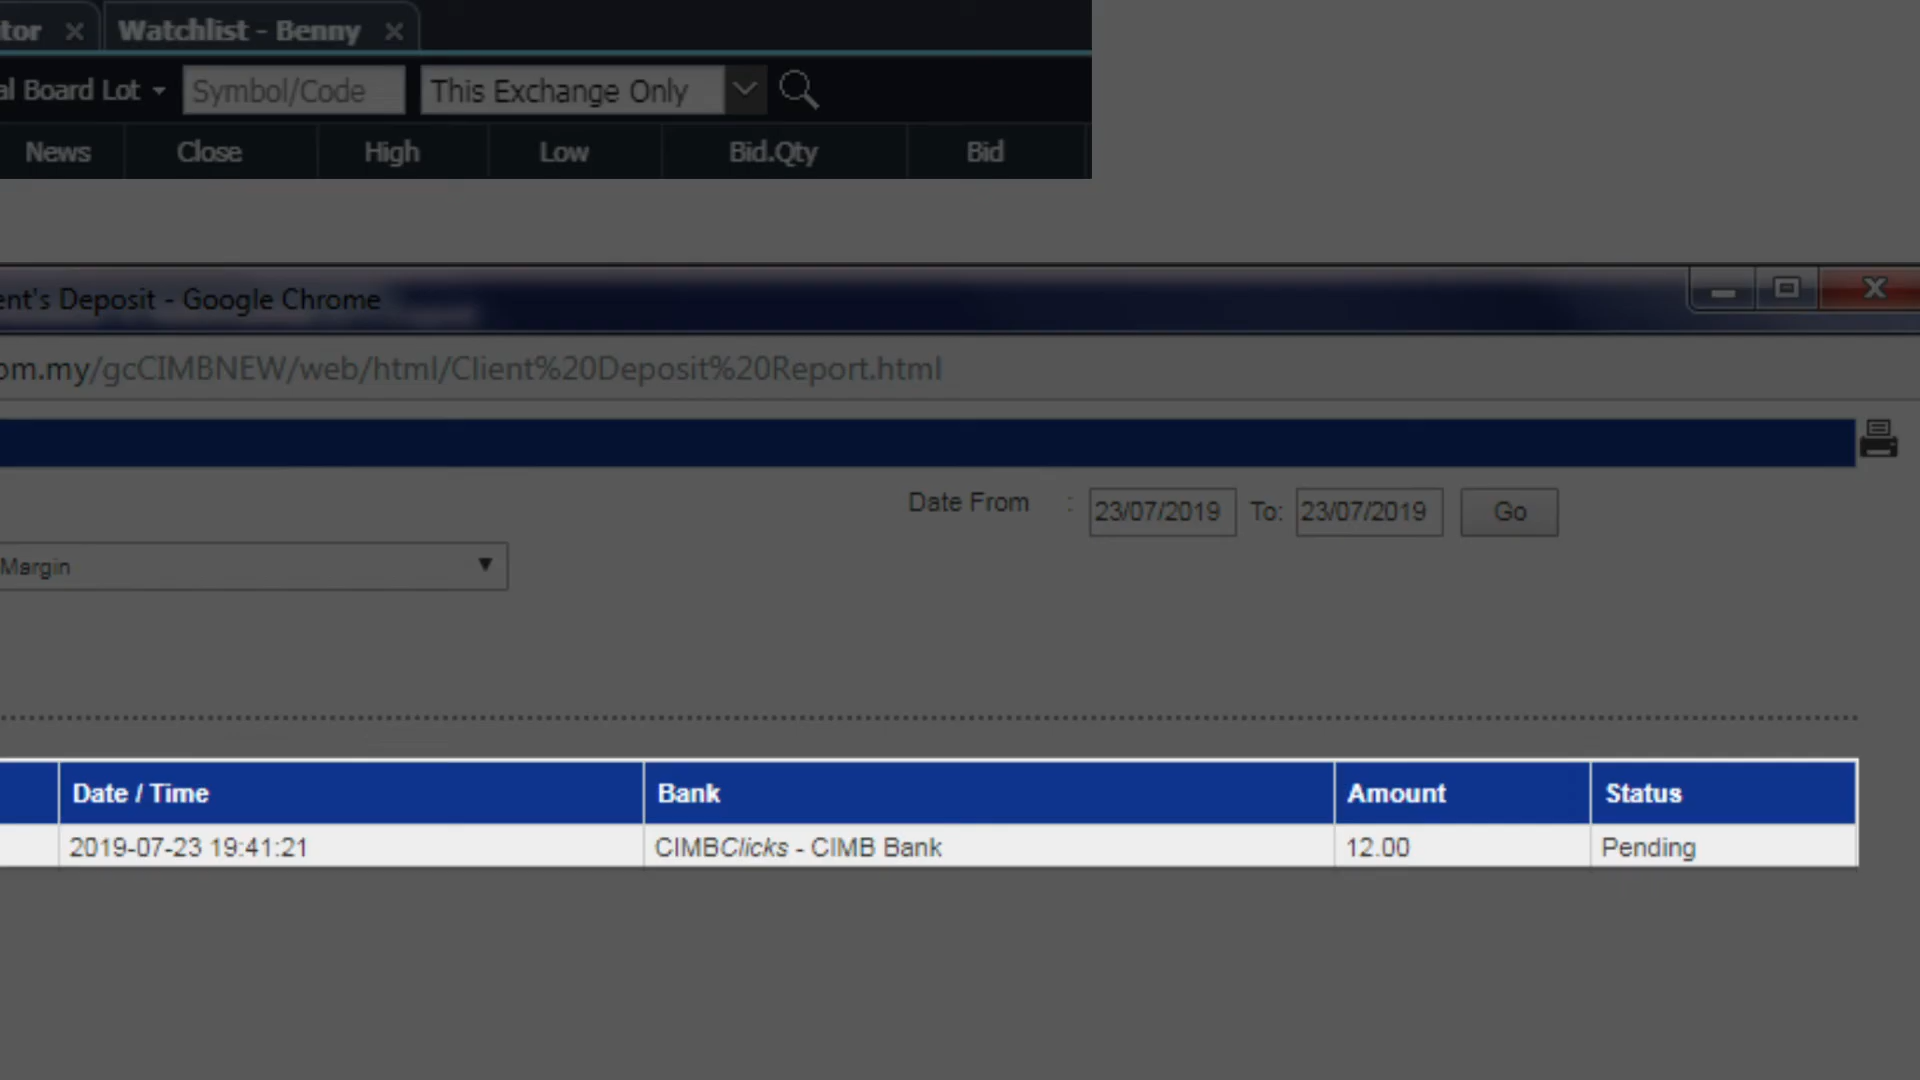 tor × Watchlist - Benny ×
al Board Lot Symbol/Code This Exchange Only
News Close High Low Bid.Qty Bid
ent's Deposit - Google Chrome
om.my/gcCIMBNEW/web/html/Client%20Deposit%20Report.html
Date From : 23/07/2019 To: 23/07/2019 Go
Margin
Date / Time Bank Amount Status
2019-07-23 19:41:21 CIMBClicks - CIMB Bank 12.00 Pending